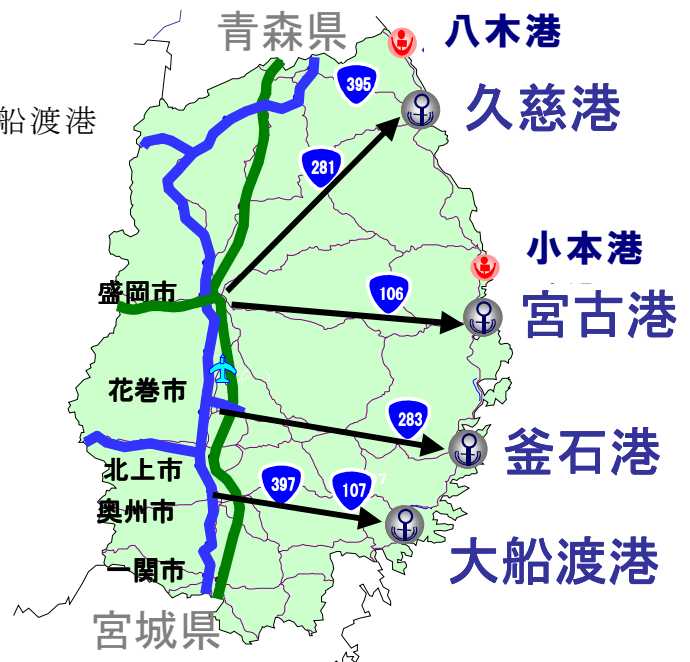 青森県
八木港
395
久慈港
船渡港
281
小本港
盛岡市
106
宮古港
花巻市
283
釜石港
北上市
397
107
7
奥州市
大船渡港
一関市
宮城県